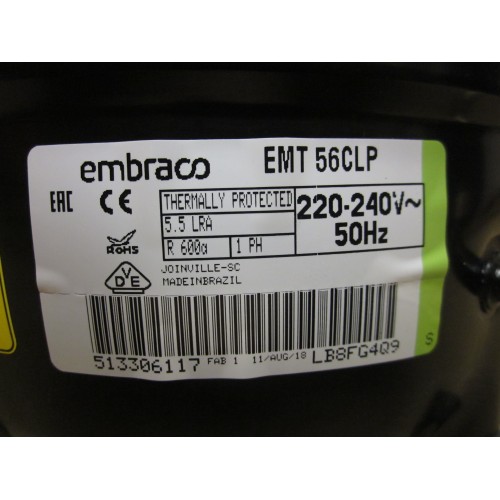 embraco EMT 56CLP
EAC CE
THERMALLY PROTECTED
5.5 LRA
R 600a 1 PH
220-240V~
50Hz
RoHS
JOINVILLE-SC
MADEINBRAZIL
DVE
513306117 FAB 1 11/AUG/18 LB8FG4Q9
S